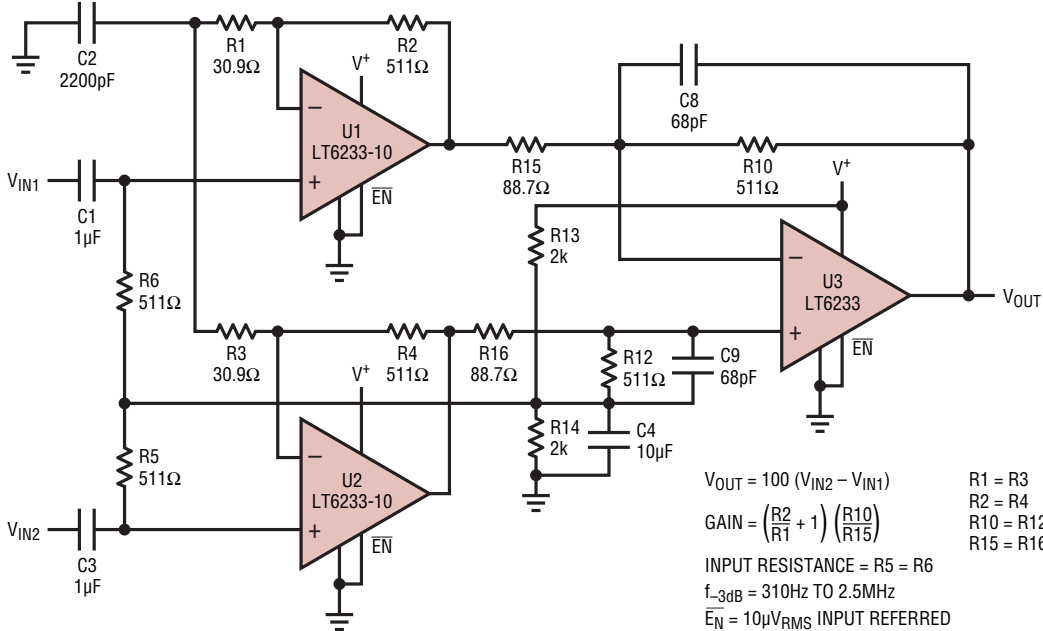 C2
2200pF
R1
30.9Ω
R2
511Ω
V+
U1
LT6233-10
−
+
EN
VIN1
C1
1µF
R15
88.7Ω
C8
68pF
R10
511Ω
V+
R13
2k
R6
511Ω
−
+
U3
LT6233
EN
VOUT
R3
30.9Ω
R4
511Ω
R16
88.7Ω
R12
511Ω
C9
68pF
V+
R14
2k
C4
10µF
R5
511Ω
−
+
U2
LT6233-10
EN
VIN2
C3
1µF
VOUT = 100 (VIN2 – VIN1)
GAIN = (R2/R1 + 1) (R10/R15)
INPUT RESISTANCE = R5 = R6
f–3dB = 310Hz TO 2.5MHz
EN = 10µVRMS INPUT REFERRED
R1 = R3
R2 = R4
R10 = R12
R15 = R16